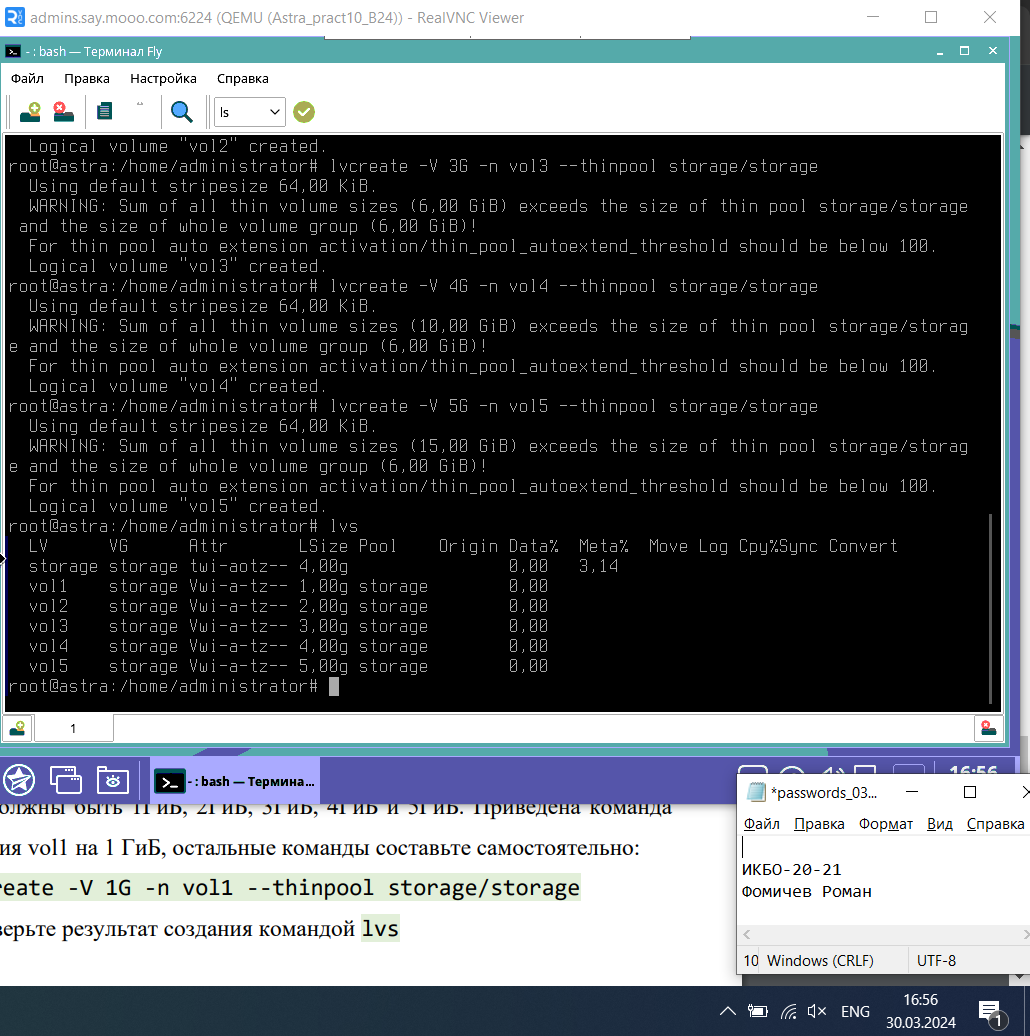 admins.say.mooo.com:6224 (QEMU (Astra_pract10_B24)) - RealVNC Viewer
- : bash — Терминал Fly
Файл Правка Настройка Справка
ls
Logical volume "vol2" created.
root@astra:/home/administrator# lvcreate -V 3G -n vol3 --thinpool storage/storage
Using default stripesize 64,00 KiB.
WARNING: Sum of all thin volume sizes (6,00 GiB) exceeds the size of thin pool storage/storage
and the size of whole volume group (6,00 GiB)!
For thin pool auto extension activation/thin_pool_autoextend_threshold should be below 100.
Logical volume "vol3" created.
root@astra:/home/administrator# lvcreate -V 4G -n vol4 --thinpool storage/storage
Using default stripesize 64,00 KiB.
WARNING: Sum of all thin volume sizes (10,00 GiB) exceeds the size of thin pool storage/storag
e and the size of whole volume group (6,00 GiB)!
For thin pool auto extension activation/thin_pool_autoextend_threshold should be below 100.
Logical volume "vol4" created.
root@astra:/home/administrator# lvcreate -V 5G -n vol5 --thinpool storage/storage
Using default stripesize 64,00 KiB.
WARNING: Sum of all thin volume sizes (15,00 GiB) exceeds the size of thin pool storage/storag
e and the size of whole volume group (6,00 GiB)!
For thin pool auto extension activation/thin_pool_autoextend_threshold should be below 100.
Logical volume "vol5" created.
root@astra:/home/administrator# lvs
LV VG Attr LSize Pool Origin Data% Meta% Move Log Cpy%Sync Convert
storage storage twi-aotz-- 4,00g 0,00 3,14
vol1 storage Vwi-a-tz-- 1,00g storage 0,00
vol2 storage Vwi-a-tz-- 2,00g storage 0,00
vol3 storage Vwi-a-tz-- 3,00g storage 0,00
vol4 storage Vwi-a-tz-- 4,00g storage 0,00
vol5 storage Vwi-a-tz-- 5,00g storage 0,00
root@astra:/home/administrator#
1
- : bash — Термина...
16:56
олжны быть 1ГиБ, 2ГиБ, 3ГиБ, 4ГиБ и 5ГиБ. Приведена команда
ия vol1 на 1 ГиБ, остальные команды составьте самостоятельно:
reate -V 1G -n vol1 --thinpool storage/storage
верьте результат создания командой lvs
*passwords_03...
Файл Правка Формат Вид Справка
ИКБО-20-21
Фомичев Роман
10 Windows (CRLF) UTF-8
ENG
16:56
30.03.2024
1